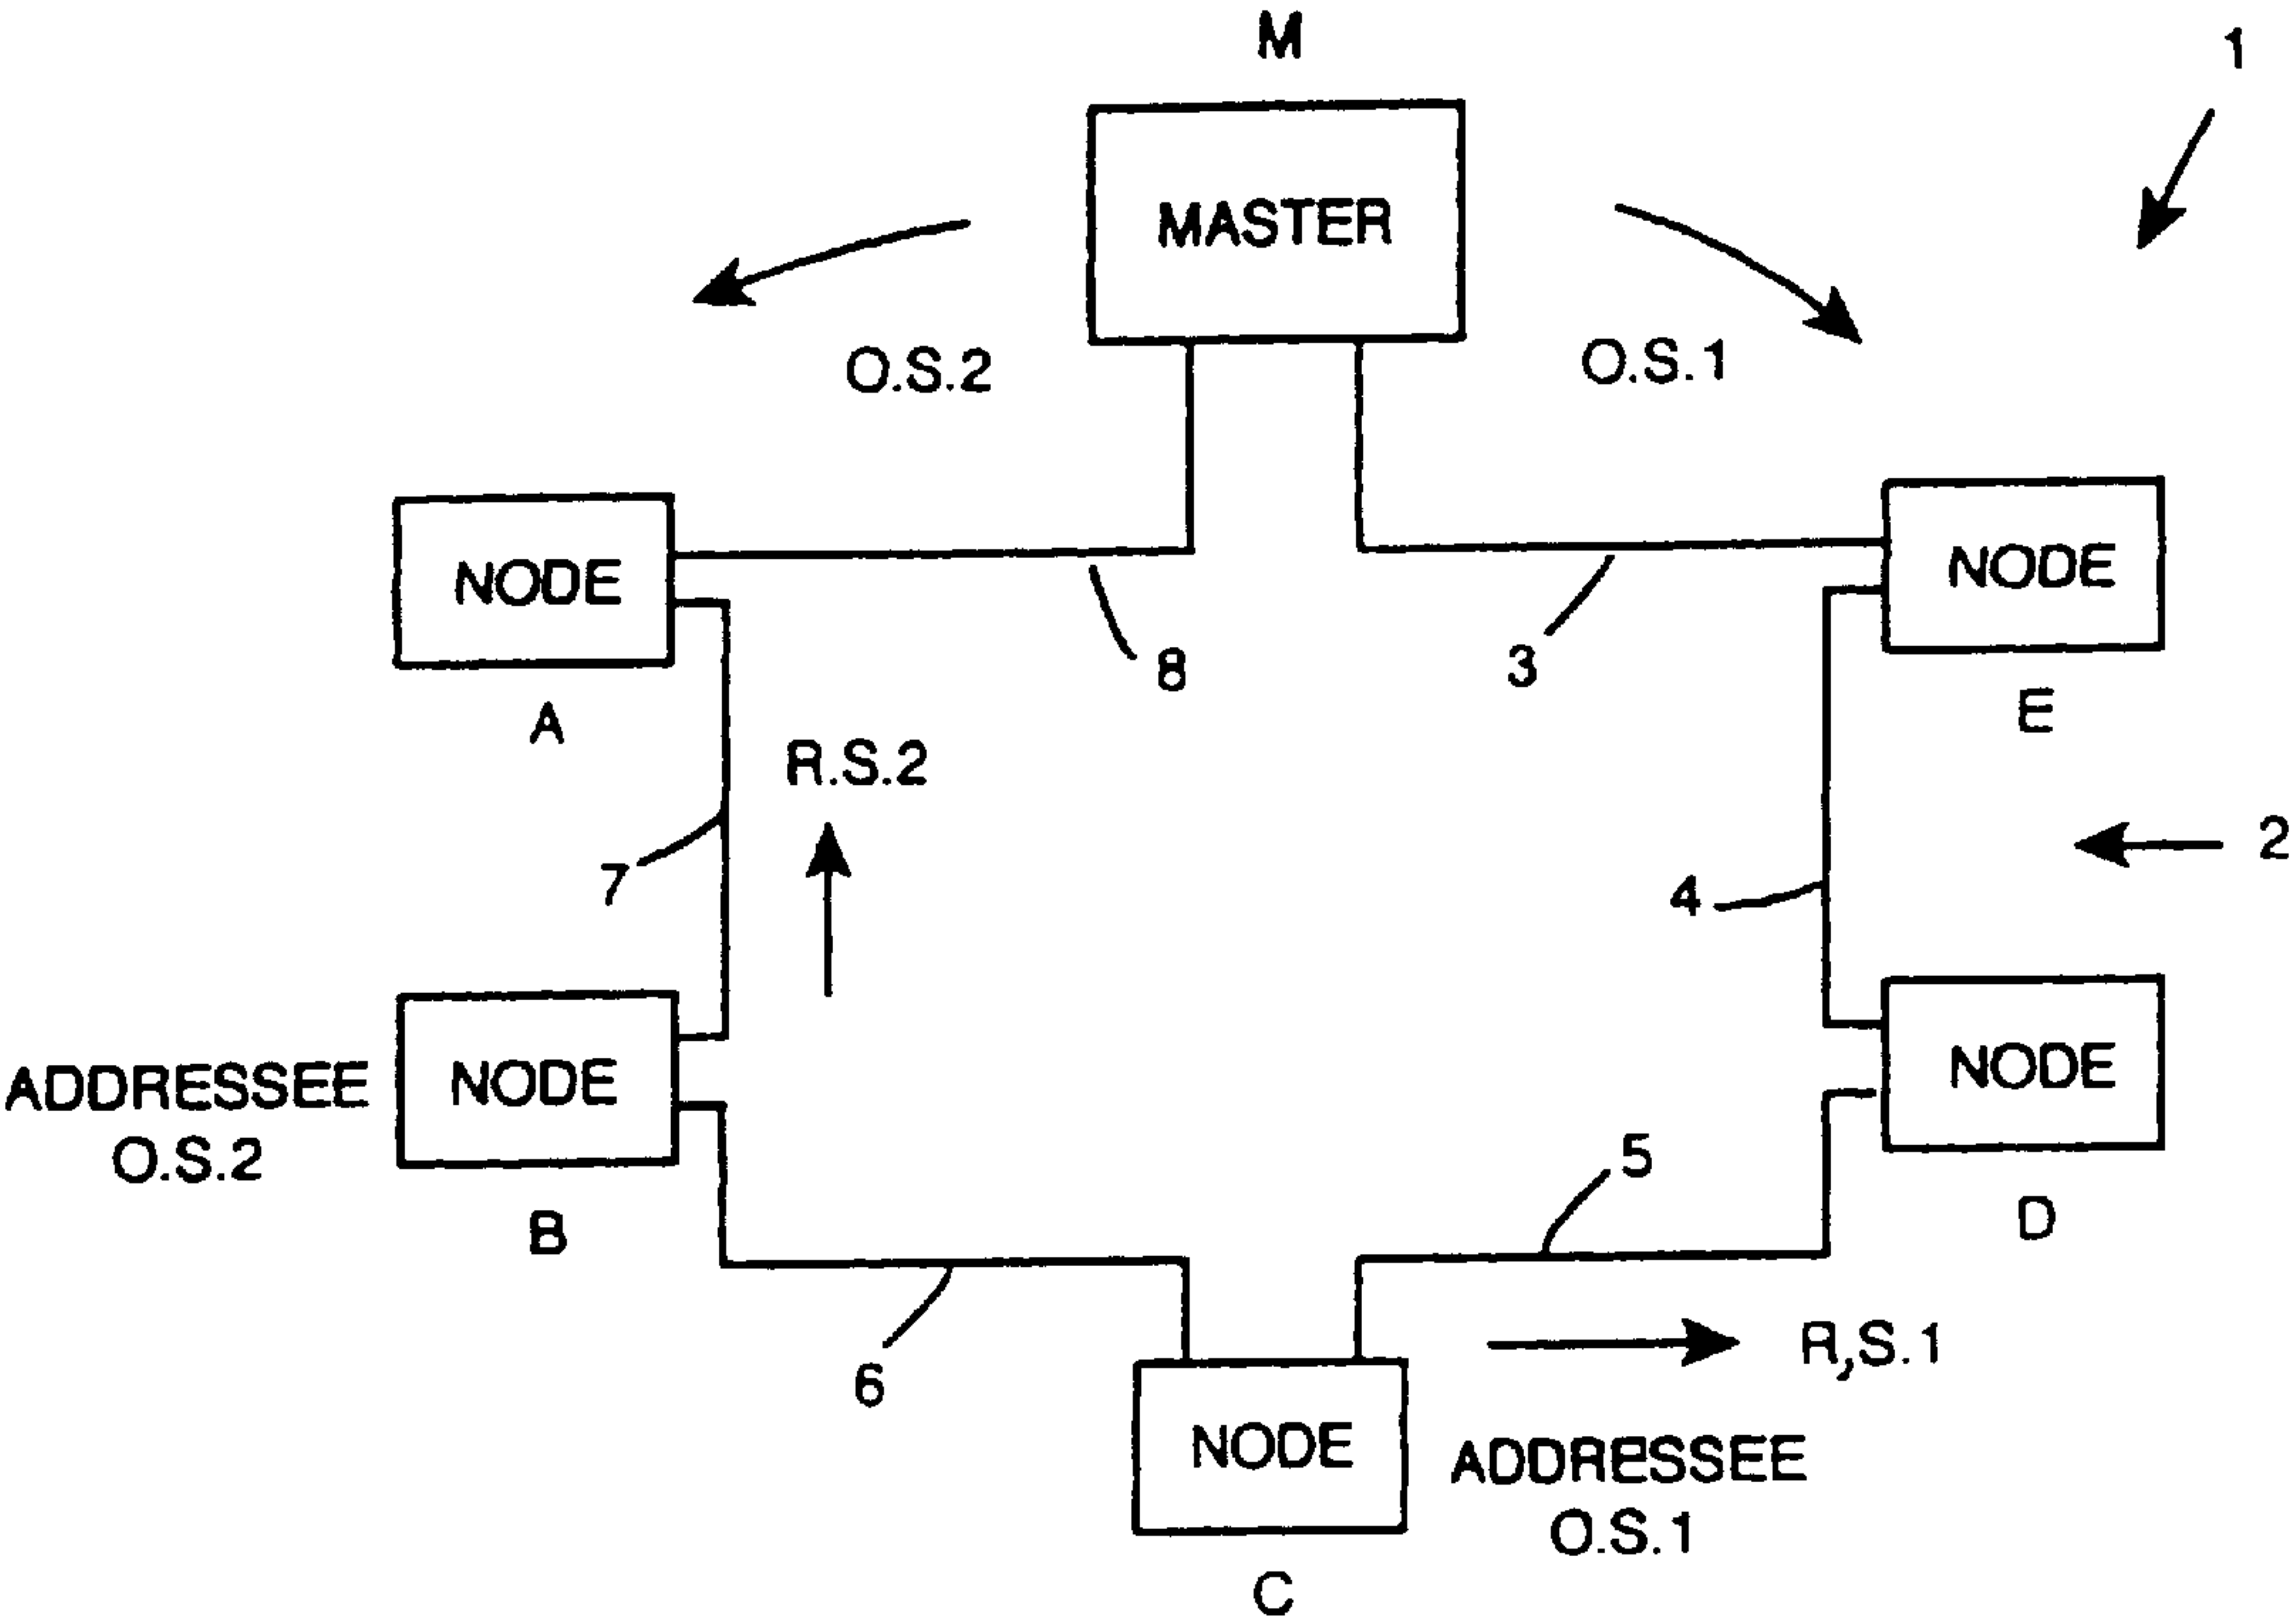 M
1
MASTER
O.S.2
O.S.1
NODE
NODE
8
3
A
E
R.S.2
2
7
4
NODE
NODE
ADDRESSEE
O.S.2
5
B
D
6
R,S.1
NODE
ADDRESSEE
O.S.1
C